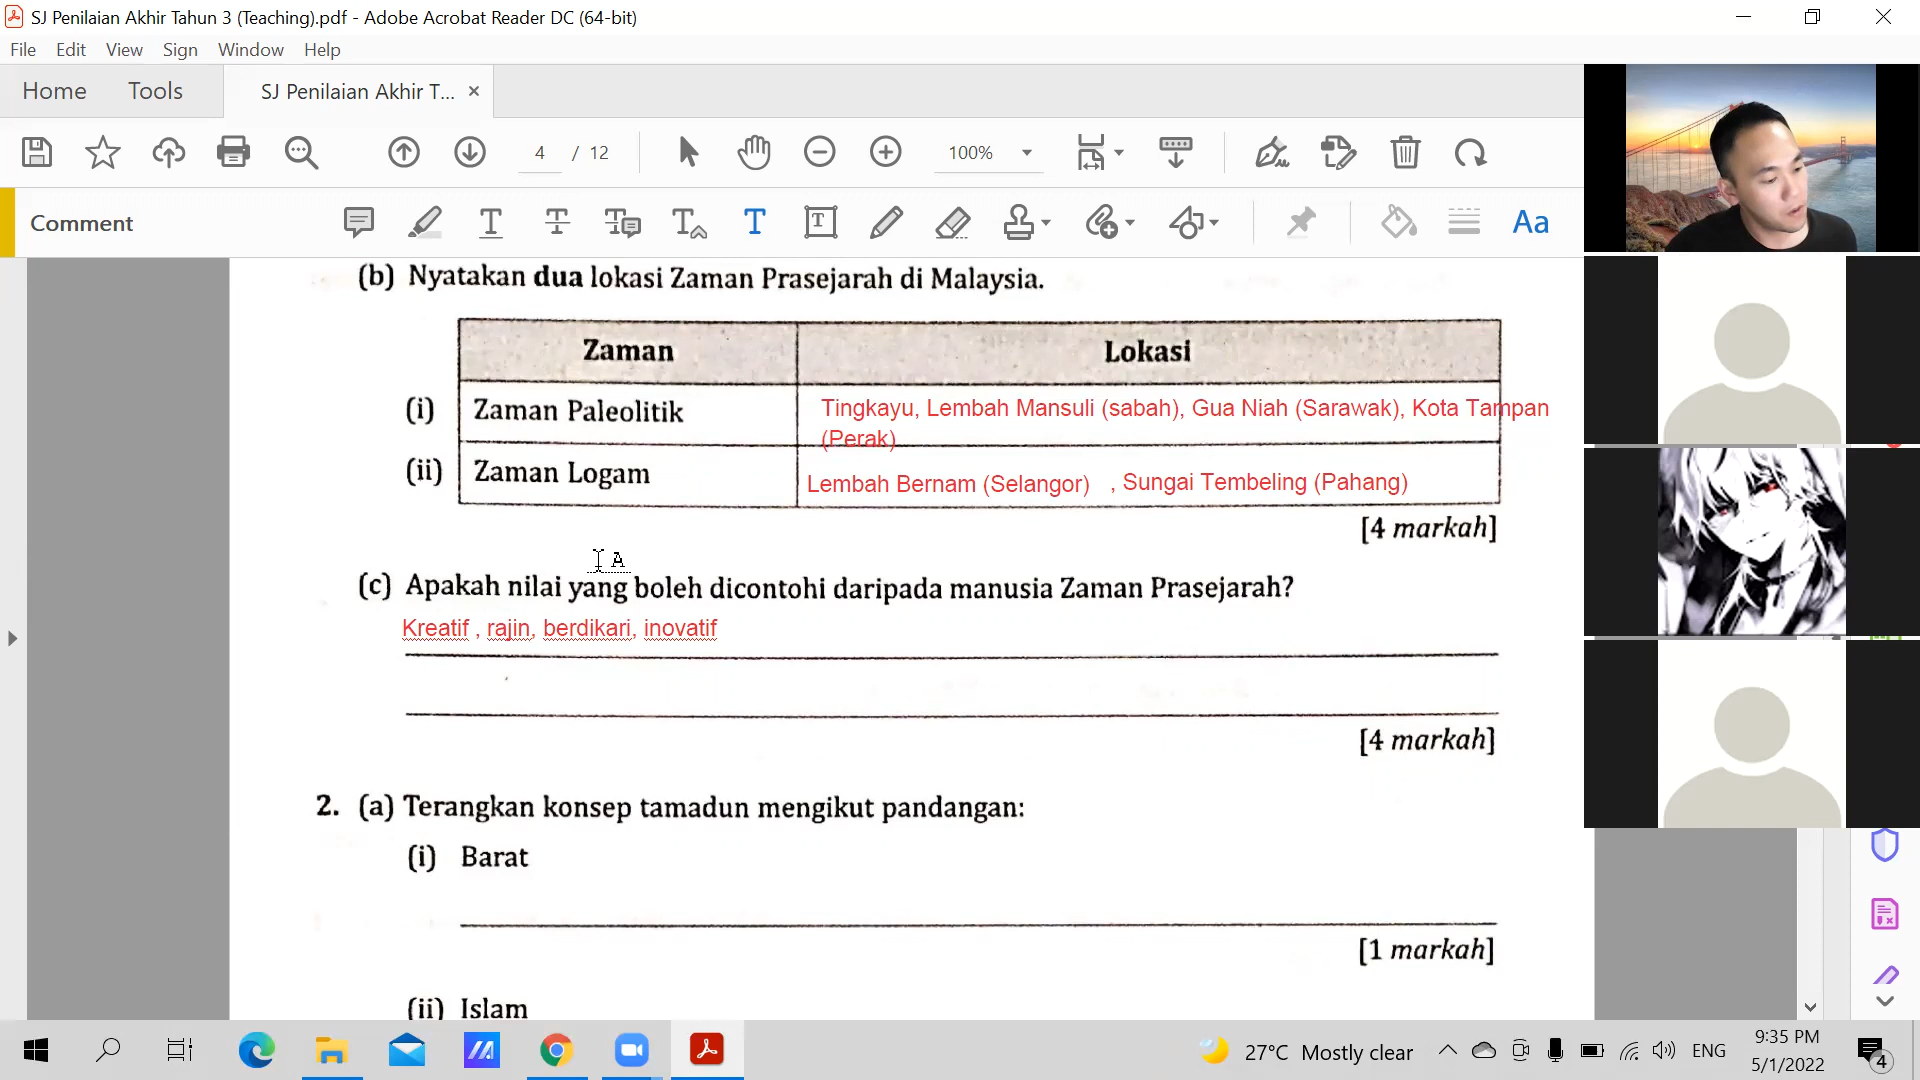 SJ Penilaian Akhir Tahun 3 (Teaching).pdf - Adobe Acrobat Reader DC (64-bit)
File Edit View Sign Window Help
Home Tools SJ Penilaian Akhir T... ×
4 / 12 100%
Comment Aa
(b) Nyatakan dua lokasi Zaman Prasejarah di Malaysia.
Zaman Lokasi
(i) Zaman Paleolitik Tingkayu, Lembah Mansuli (sabah), Gua Niah (Sarawak), Kota Tampan
(Perak)
(ii) Zaman Logam Lembah Bernam (Selangor) , Sungai Tembeling (Pahang)
[4 markah]
(c) Apakah nilai yang boleh dicontohi daripada manusia Zaman Prasejarah?
Kreatif , rajin, berdikari, inovatif
[4 markah]
2. (a) Terangkan konsep tamadun mengikut pandangan:
(i) Barat
[1 markah]
(ii) Islam
27°C Mostly clear ENG 9:35 PM
5/1/2022 4